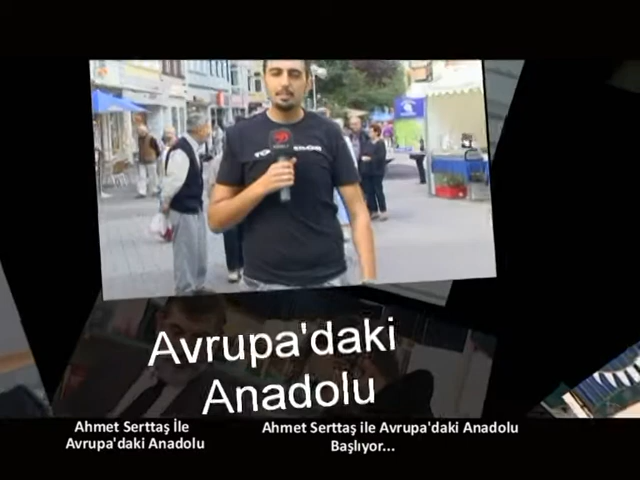 Avrupa'daki
Anadolu
Ahmet Serttaş İle
Avrupa'daki Anadolu
Ahmet Serttaş ile Avrupa'daki Anadolu
Başlıyor...